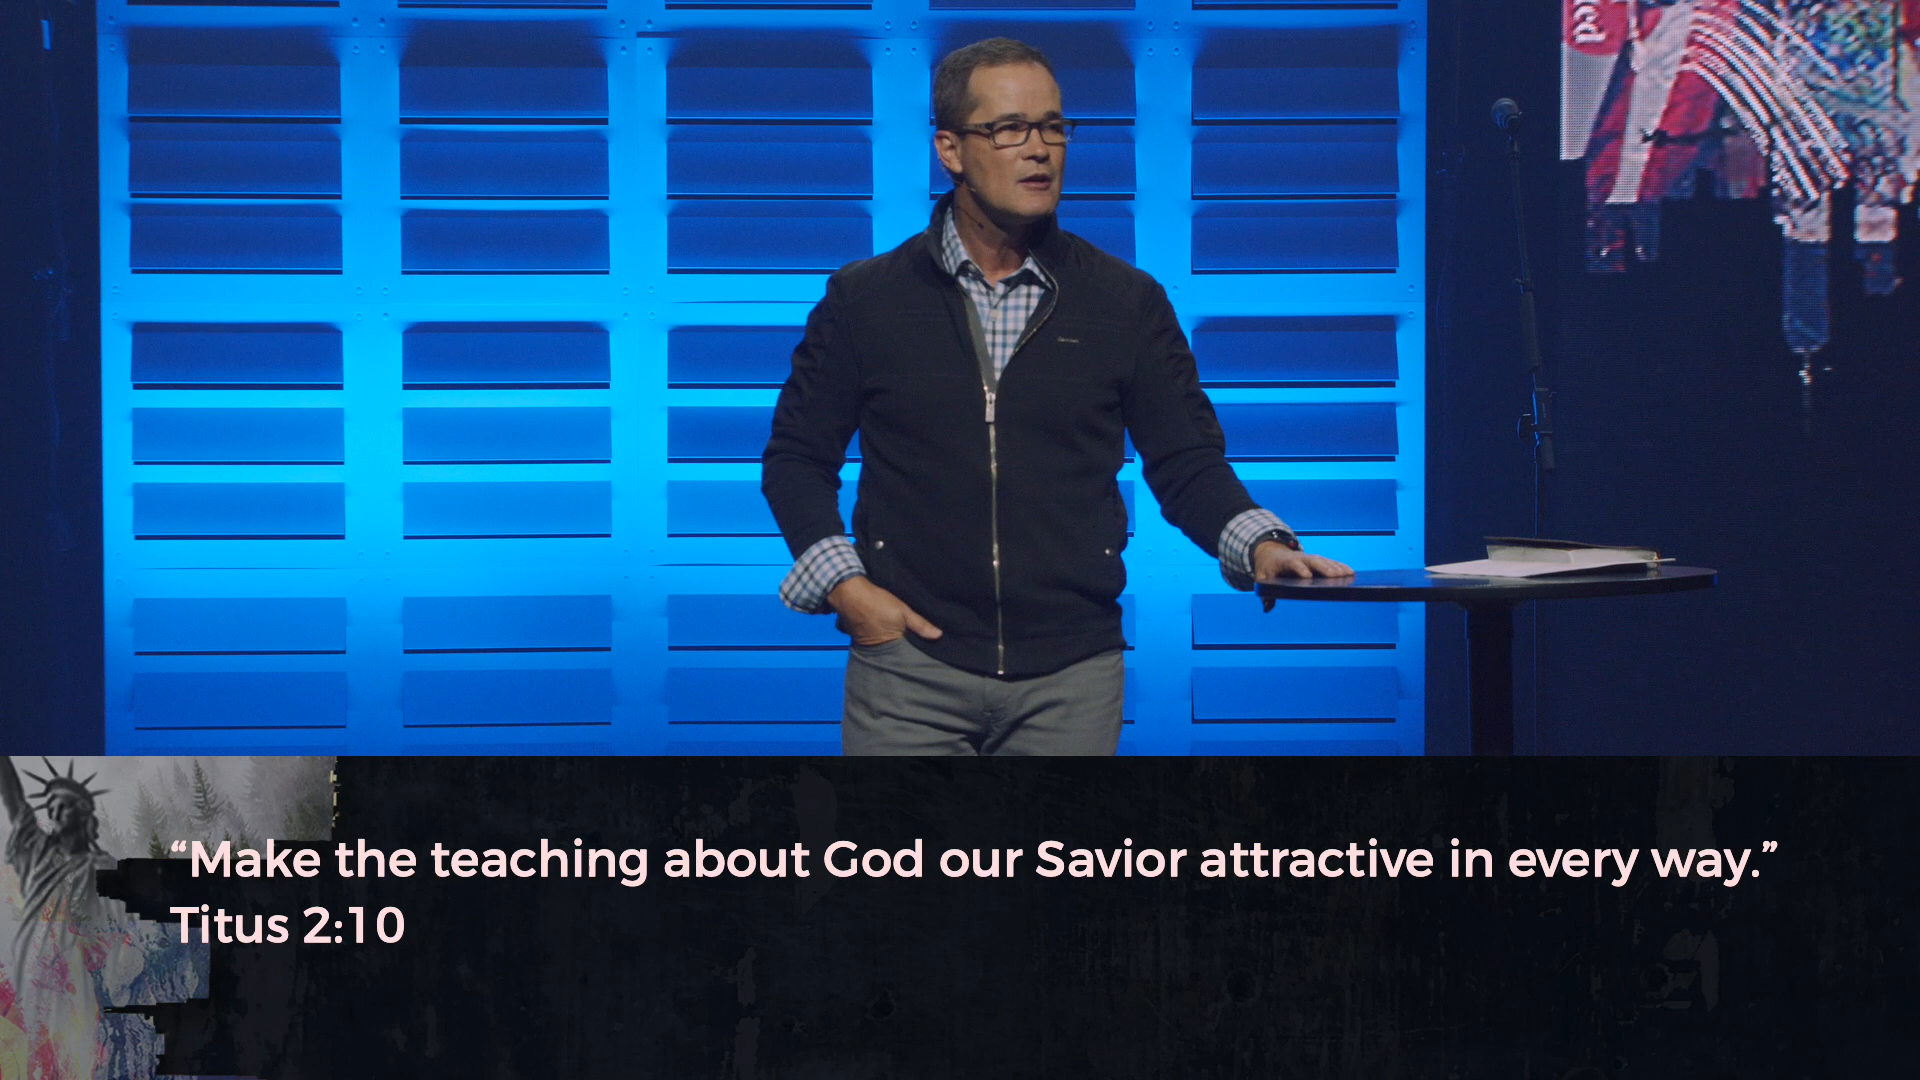 “Make the teaching about God our Savior attractive in every way.”
Titus 2:10